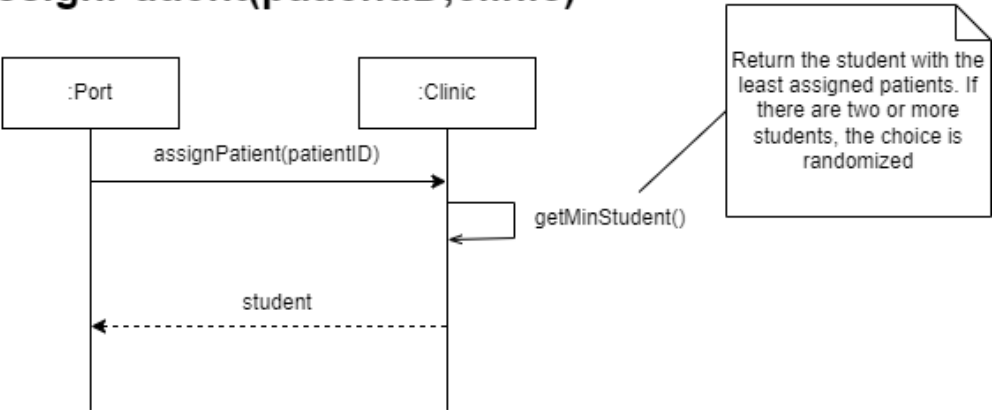 :Port
:Clinic
Return the student with the
least assigned patients. If
there are two or more
students, the choice is
randomized
assignPatient(patientID)
getMinStudent()
student